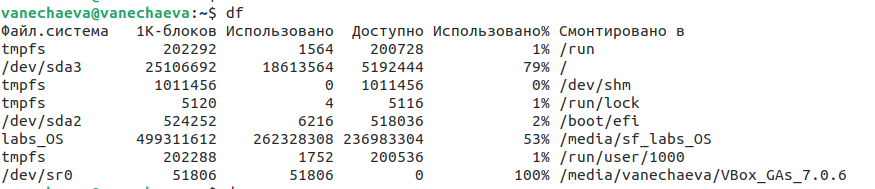 vanechaeva@vanechaeva:~$ df
Файл.система 1K-блоков Использовано Доступно Использовано% Смонтировано в
tmpfs 202292 1564 200728 1% /run
/dev/sda3 25106692 18613564 5192444 79% /
tmpfs 1011456 0 1011456 0% /dev/shm
tmpfs 5120 4 5116 1% /run/lock
/dev/sda2 524252 6216 518036 2% /boot/efi
labs_OS 499311612 262328308 236983304 53% /media/sf_labs_OS
tmpfs 202288 1752 200536 1% /run/user/1000
/dev/sr0 51806 51806 0 100% /media/vanechaeva/VBox_GAs_7.0.6